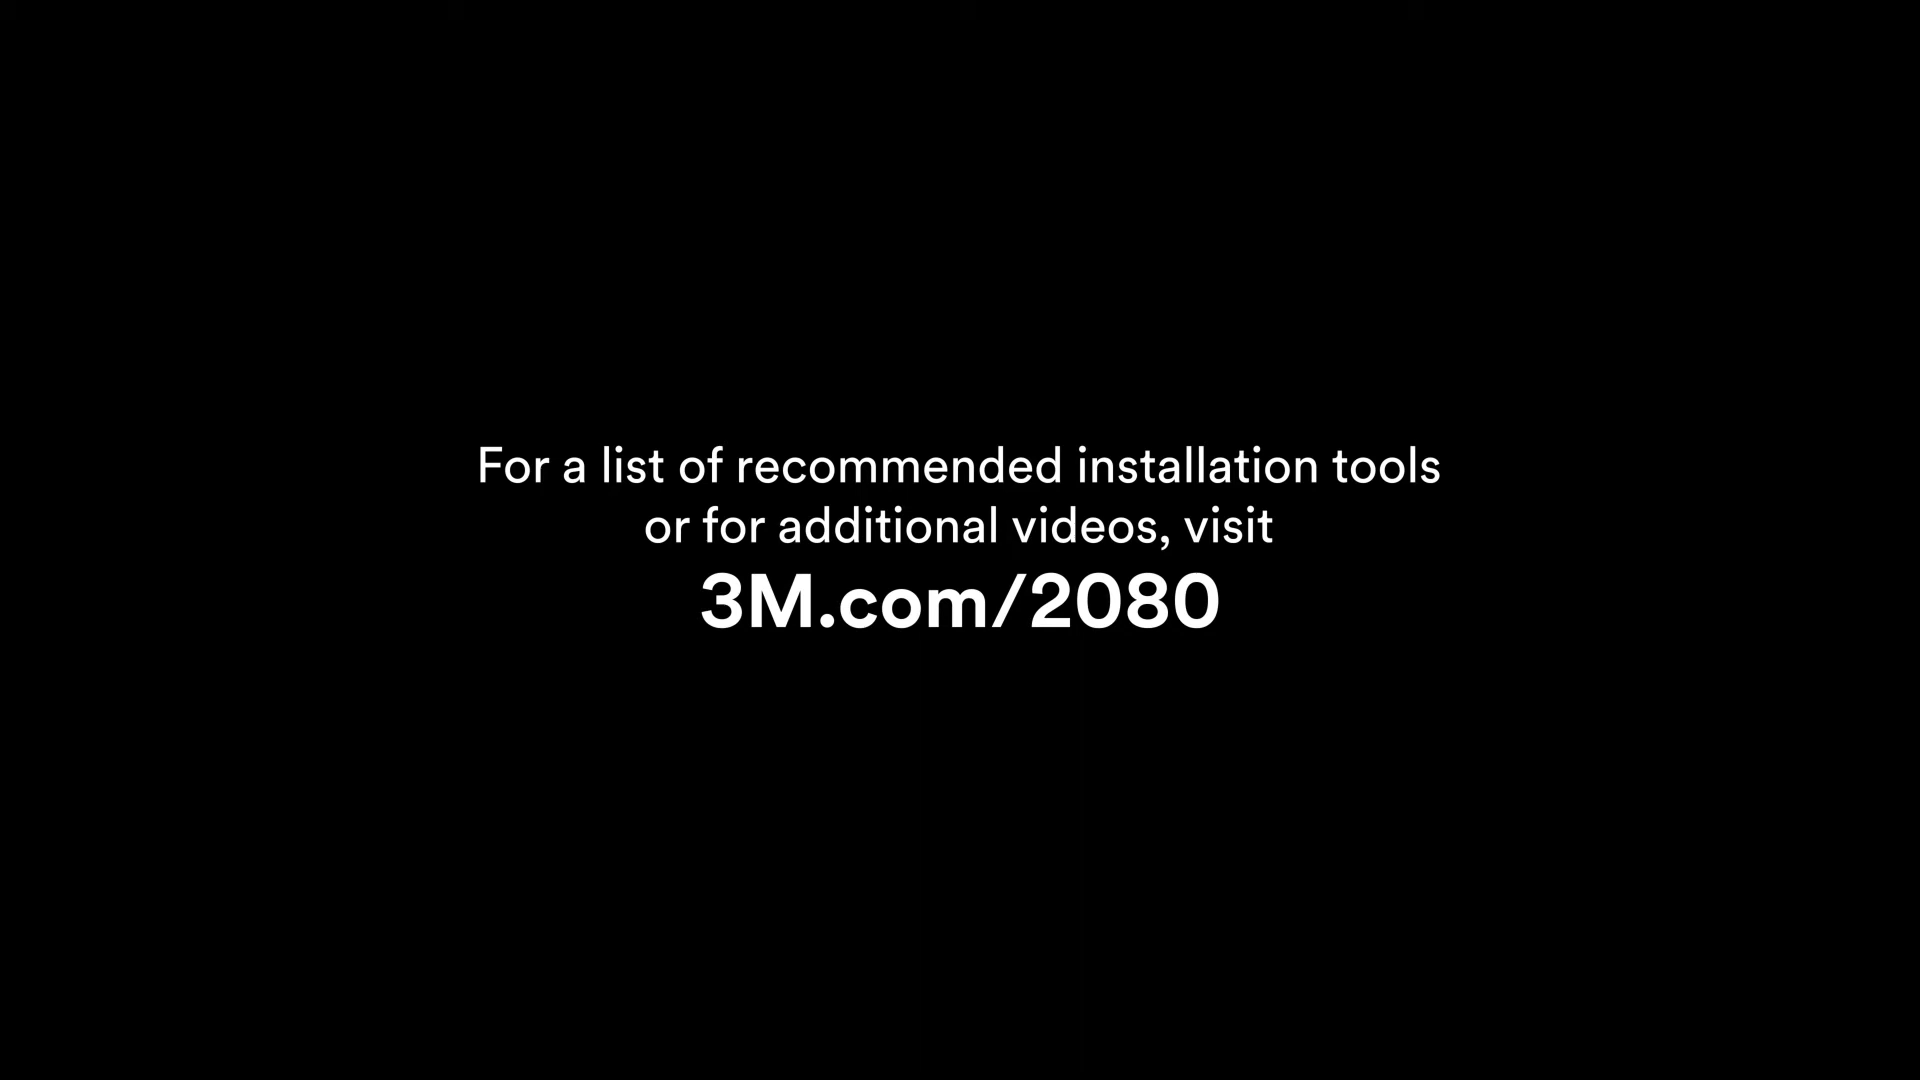 For a list of recommended installation tools
or for additional videos, visit
3M.com/2080